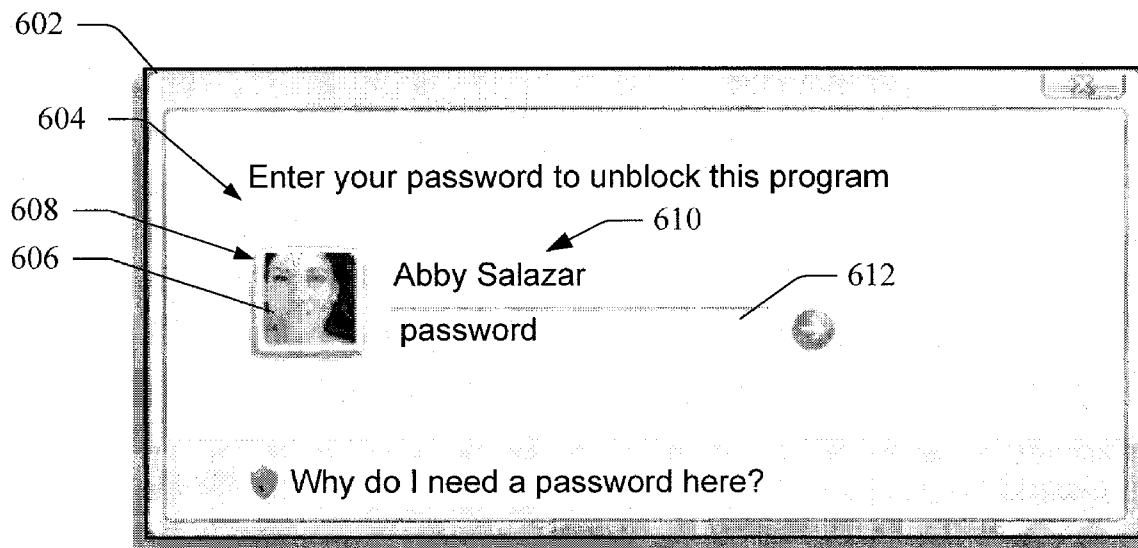 602
604
Enter your password to unblock this program
608
610
606
Abby Salazar
612
password
Why do I need a password here?